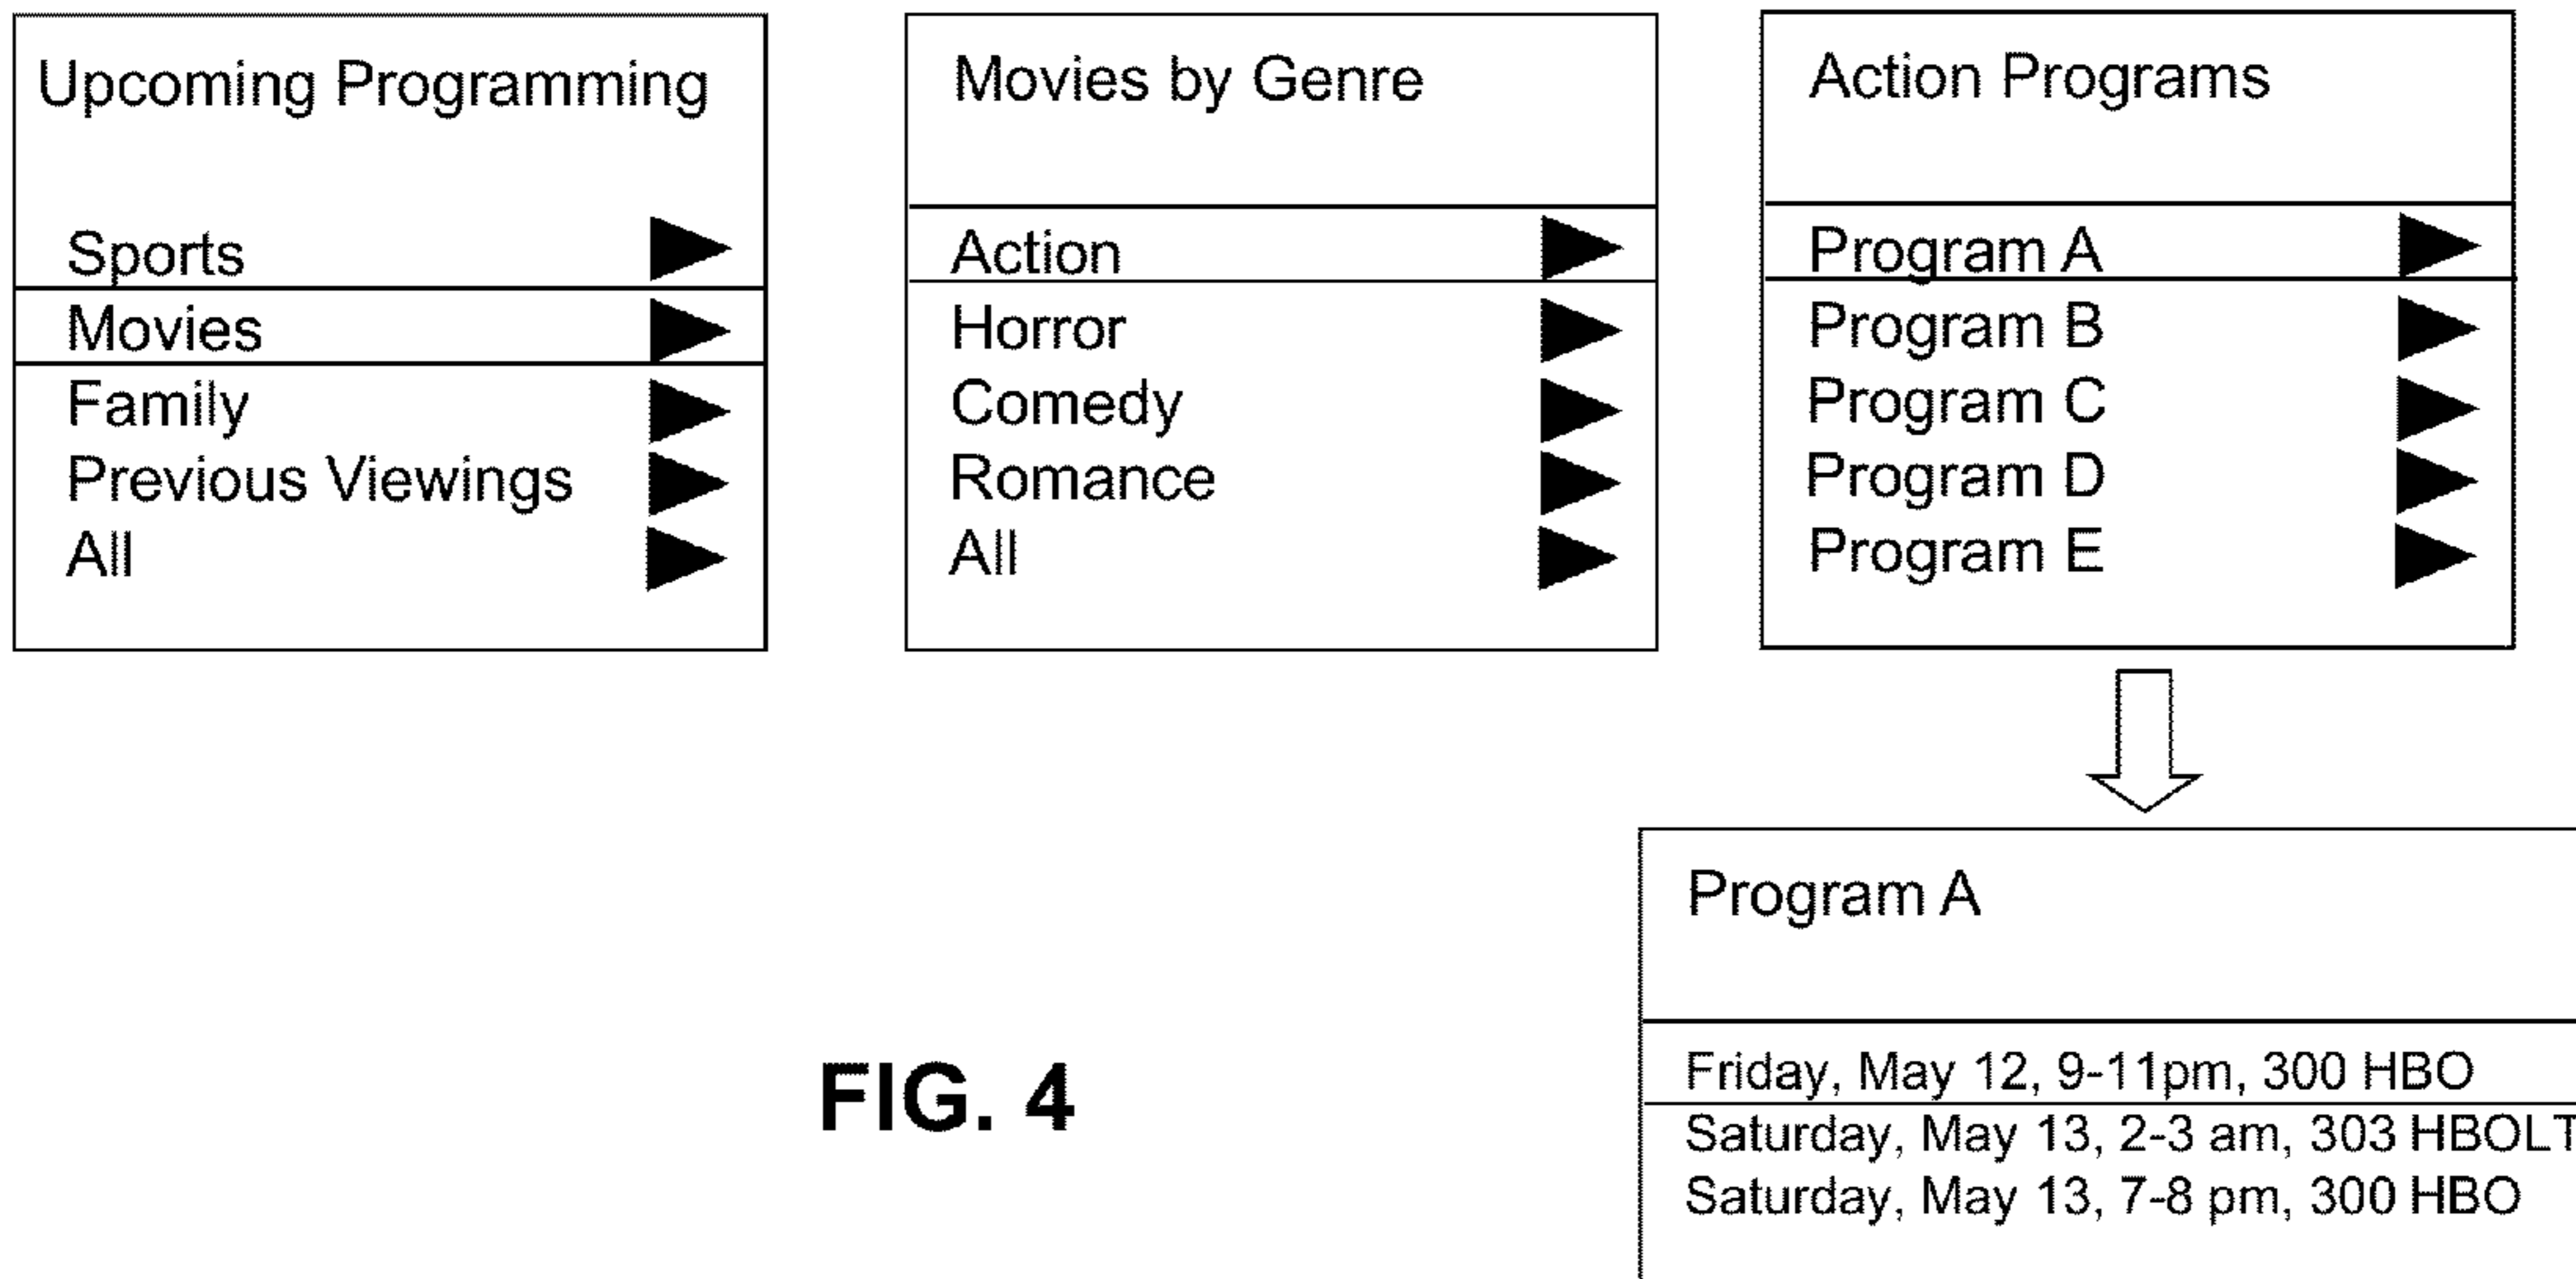 Upcoming Programming
Sports
Movies
Family
Previous Viewings
All
Movies by Genre
Action
Horror
Comedy
Romance
All
Action Programs
Program A
Program B
Program C
Program D
Program E
Program A
Friday, May 12, 9-11pm, 300 HBO
Saturday, May 13, 2-3 am, 303 HBOLT
Saturday, May 13, 7-8 pm, 300 HBO
FIG. 4